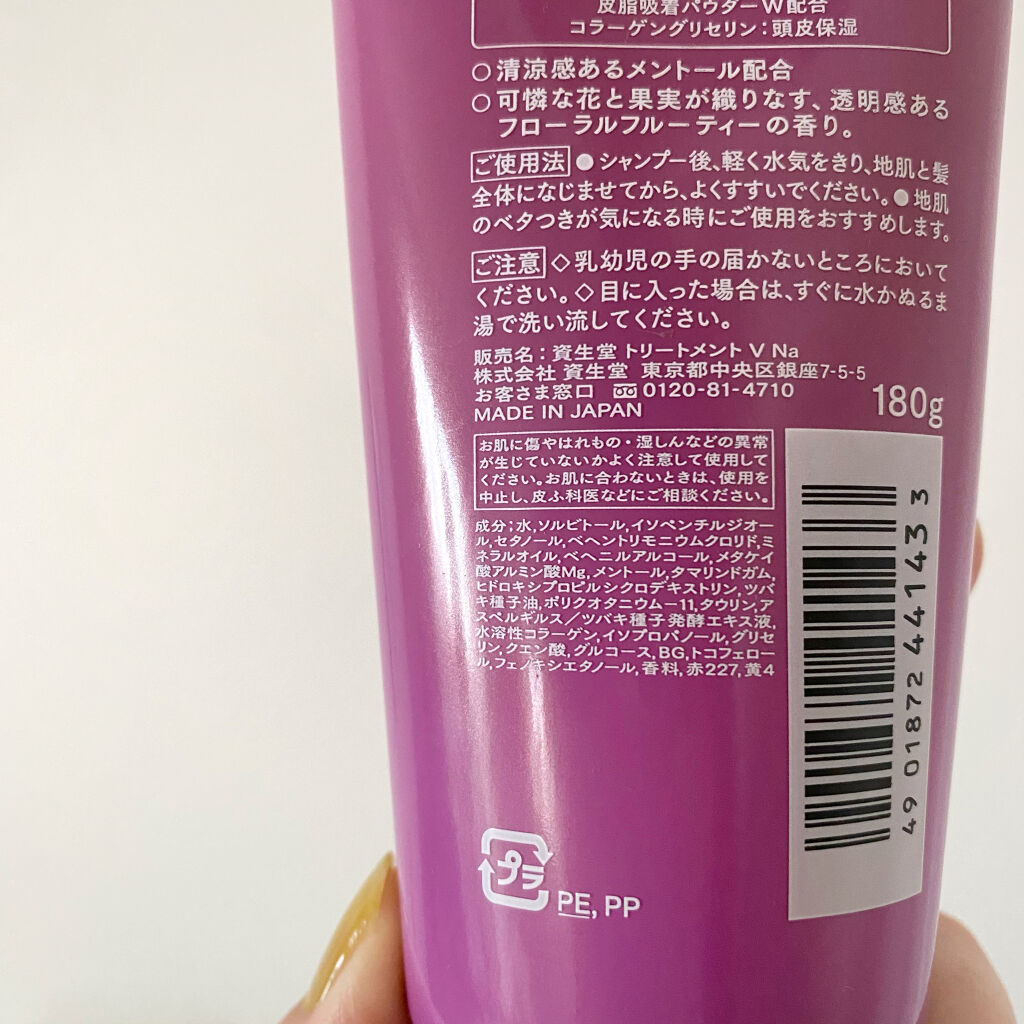 皮脂吸着パウダーW配合
コラーゲングリセリン：頭皮保湿
○清涼感あるメントール配合
○可憐な花と果実が織りなす、透明感ある
フローラルフルーティーの香り。
ご使用法 ●シャンプー後、軽く水気をきり、地肌と髪
全体になじませてから、よくすすいでください。●地肌
のベタつきが気になる時にご使用をおすすめします。
ご注意 ◇乳幼児の手の届かないところにおいて
ください。◇目に入った場合は、すぐに水かぬるま
湯で洗い流してください。
販売名：資生堂 トリートメント V Na
株式会社 資生堂 東京都中央区銀座7-5-5
お客さま窓口 0120-81-4710
MADE IN JAPAN
180g
お肌に傷やはれもの・湿しんなどの異常
が生じていないかよく注意して使用して
ください。お肌に合わないときは、使用を
中止し、皮ふ科医などにご相談ください。
成分；水,ソルビトール,イソペンチルジオー
ル,セタノール,ベヘントリモニウムクロリド,ミ
ネラルオイル,ベヘニルアルコール,メタケイ
酸アルミン酸Mg,メントール,タマリンドガム,
ヒドロキシプロピルシクロデキストリン,ツバ
キ種子油,ポリクオタニウム－11,タウリン,ア
スペルギルス／ツバキ種子発酵エキス液,
水溶性コラーゲン,イソプロパノール,グリセ
リン,クエン酸,グルコース,BG,トコフェロー
ル,フェノキシエタノール,香料,赤227,黄4
4901872441433
プラ
PE, PP